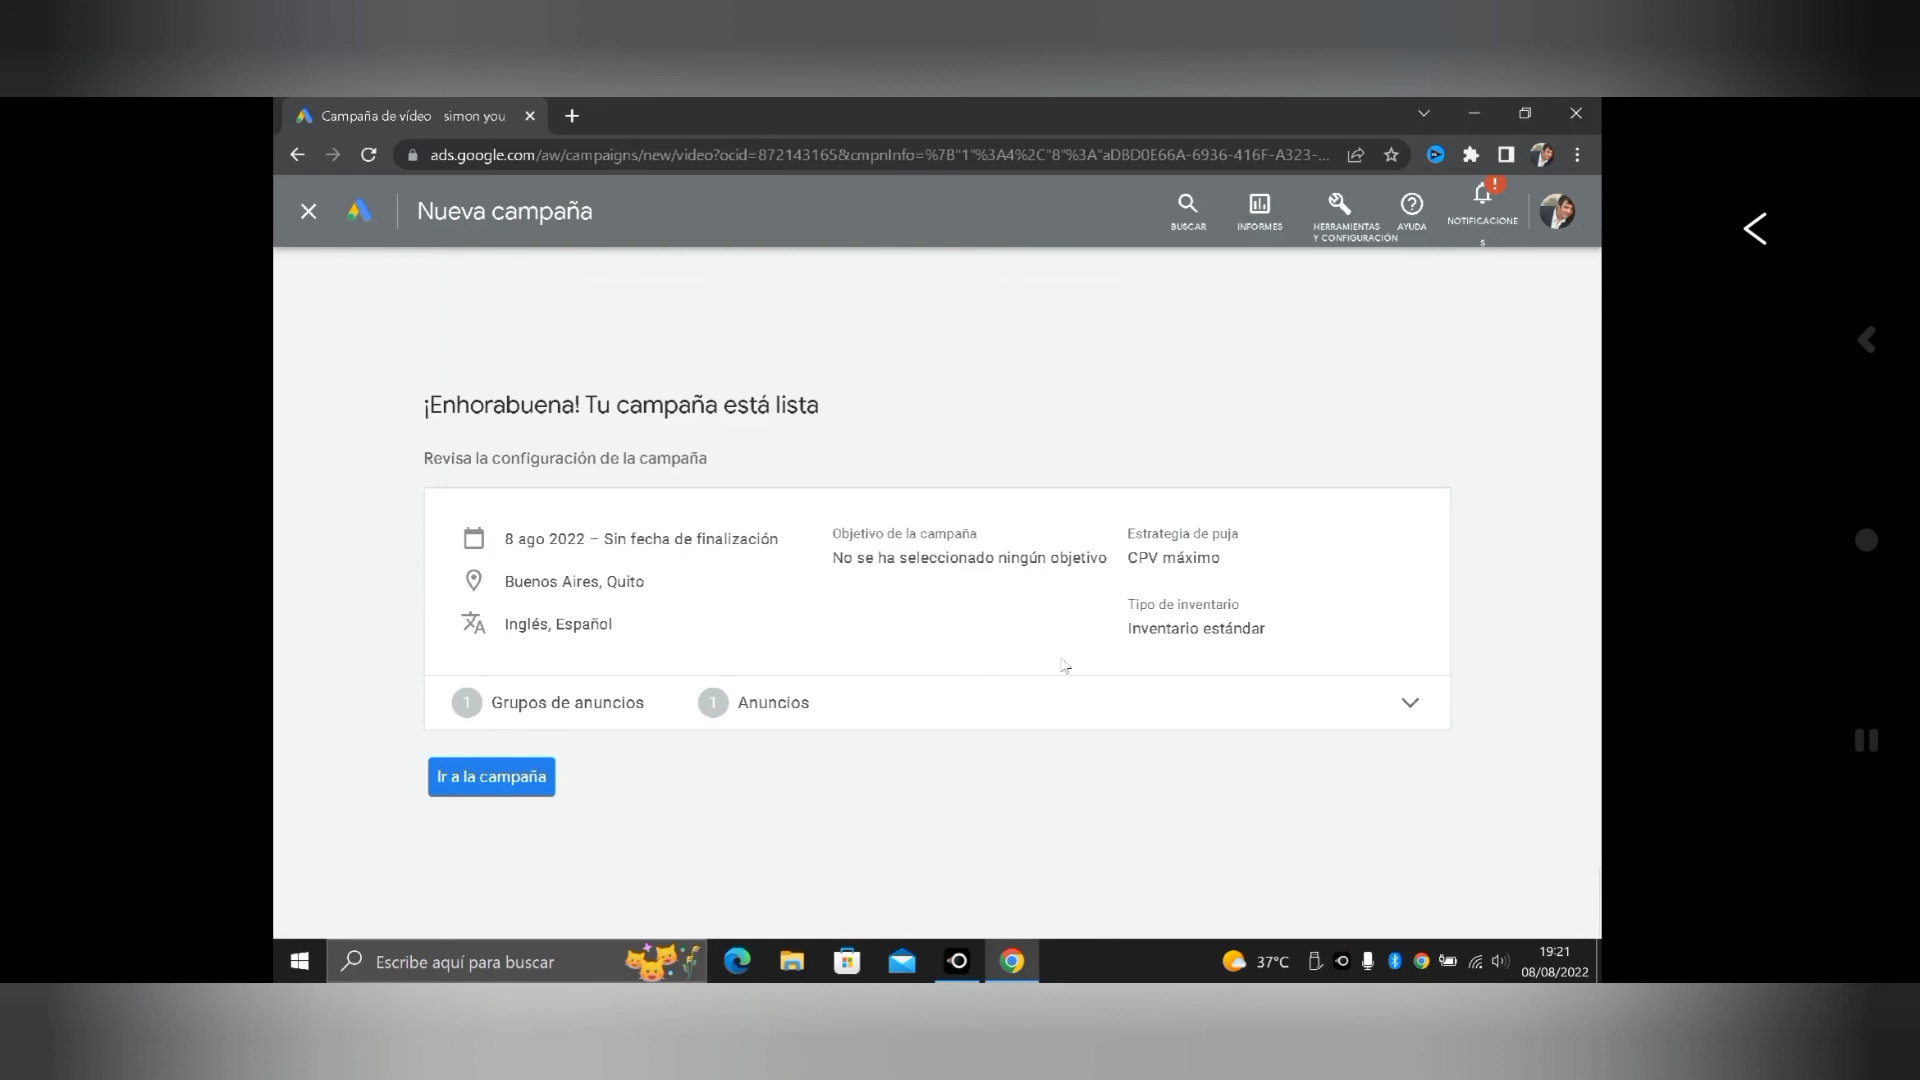 Campaña de vídeo simon you
ads.google.com/aw/campaigns/new/video?ocid=872143165&cmpnInfo=%7B"1"%3A4%2C"8"%3A"aDBD0E66A-6936-416F-A323-...
Nueva campaña
BUSCAR
INFORMES
HERRAMIENTAS
Y CONFIGURACIÓN
AYUDA
!
NOTIFICACIONE
S
¡Enhorabuena! Tu campaña está lista
Revisa la configuración de la campaña
8 ago 2022 – Sin fecha de finalización
Buenos Aires, Quito
Inglés, Español
Objetivo de la campaña
No se ha seleccionado ningún objetivo
Estrategia de puja
CPV máximo
Tipo de inventario
Inventario estándar
1 Grupos de anuncios
1 Anuncios
Ir a la campaña
Escribe aquí para buscar
37°C
19:21
08/08/2022